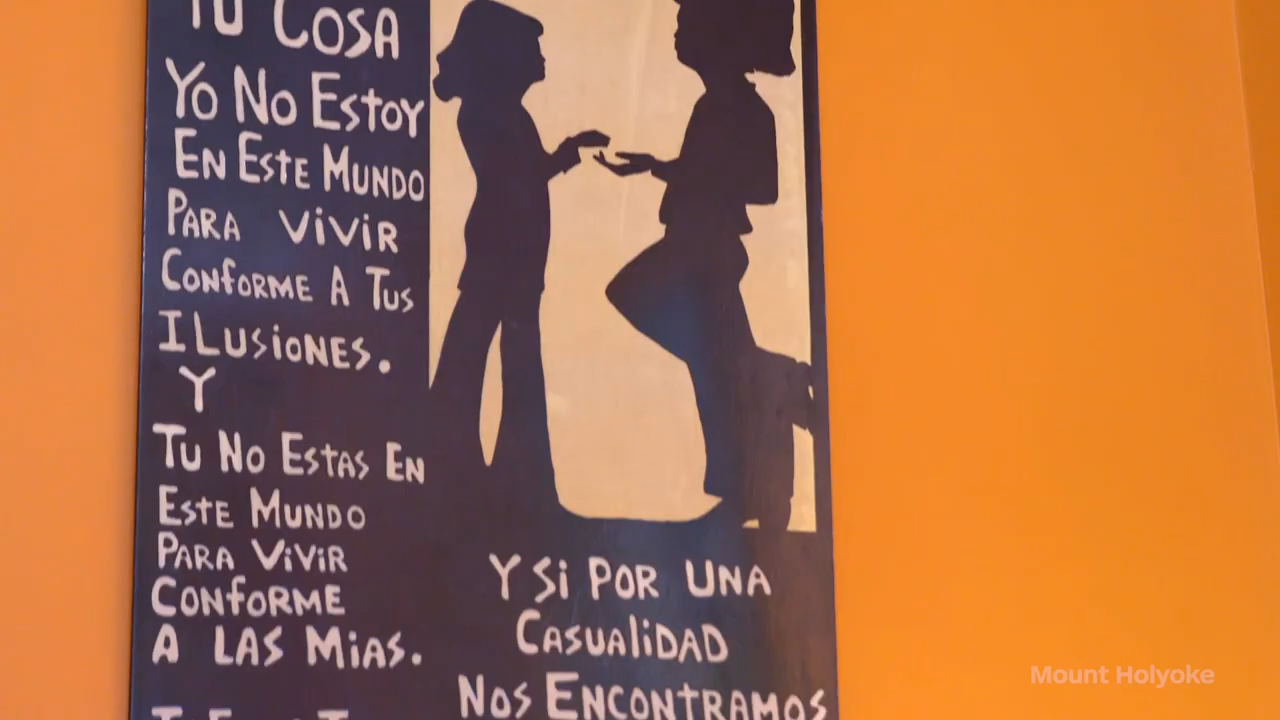 TU COSA
YO NO ESTOY
EN ESTE MUNDO
PARA ViViR
CONfORME A TUS
ILUSiONES.
Y
TU NO ESTAS EN
ESTE MUNDO
PARA ViViR
CONfORME
A LAS MiAS.
Y Si POR UNA
CASUAliDAD
NOS ENCONTRAMOS
Mount Holyoke